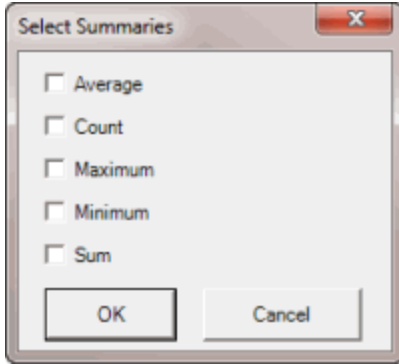 Select Summaries
Average
Count
Maximum
Minimum
Sum
OK
Cancel